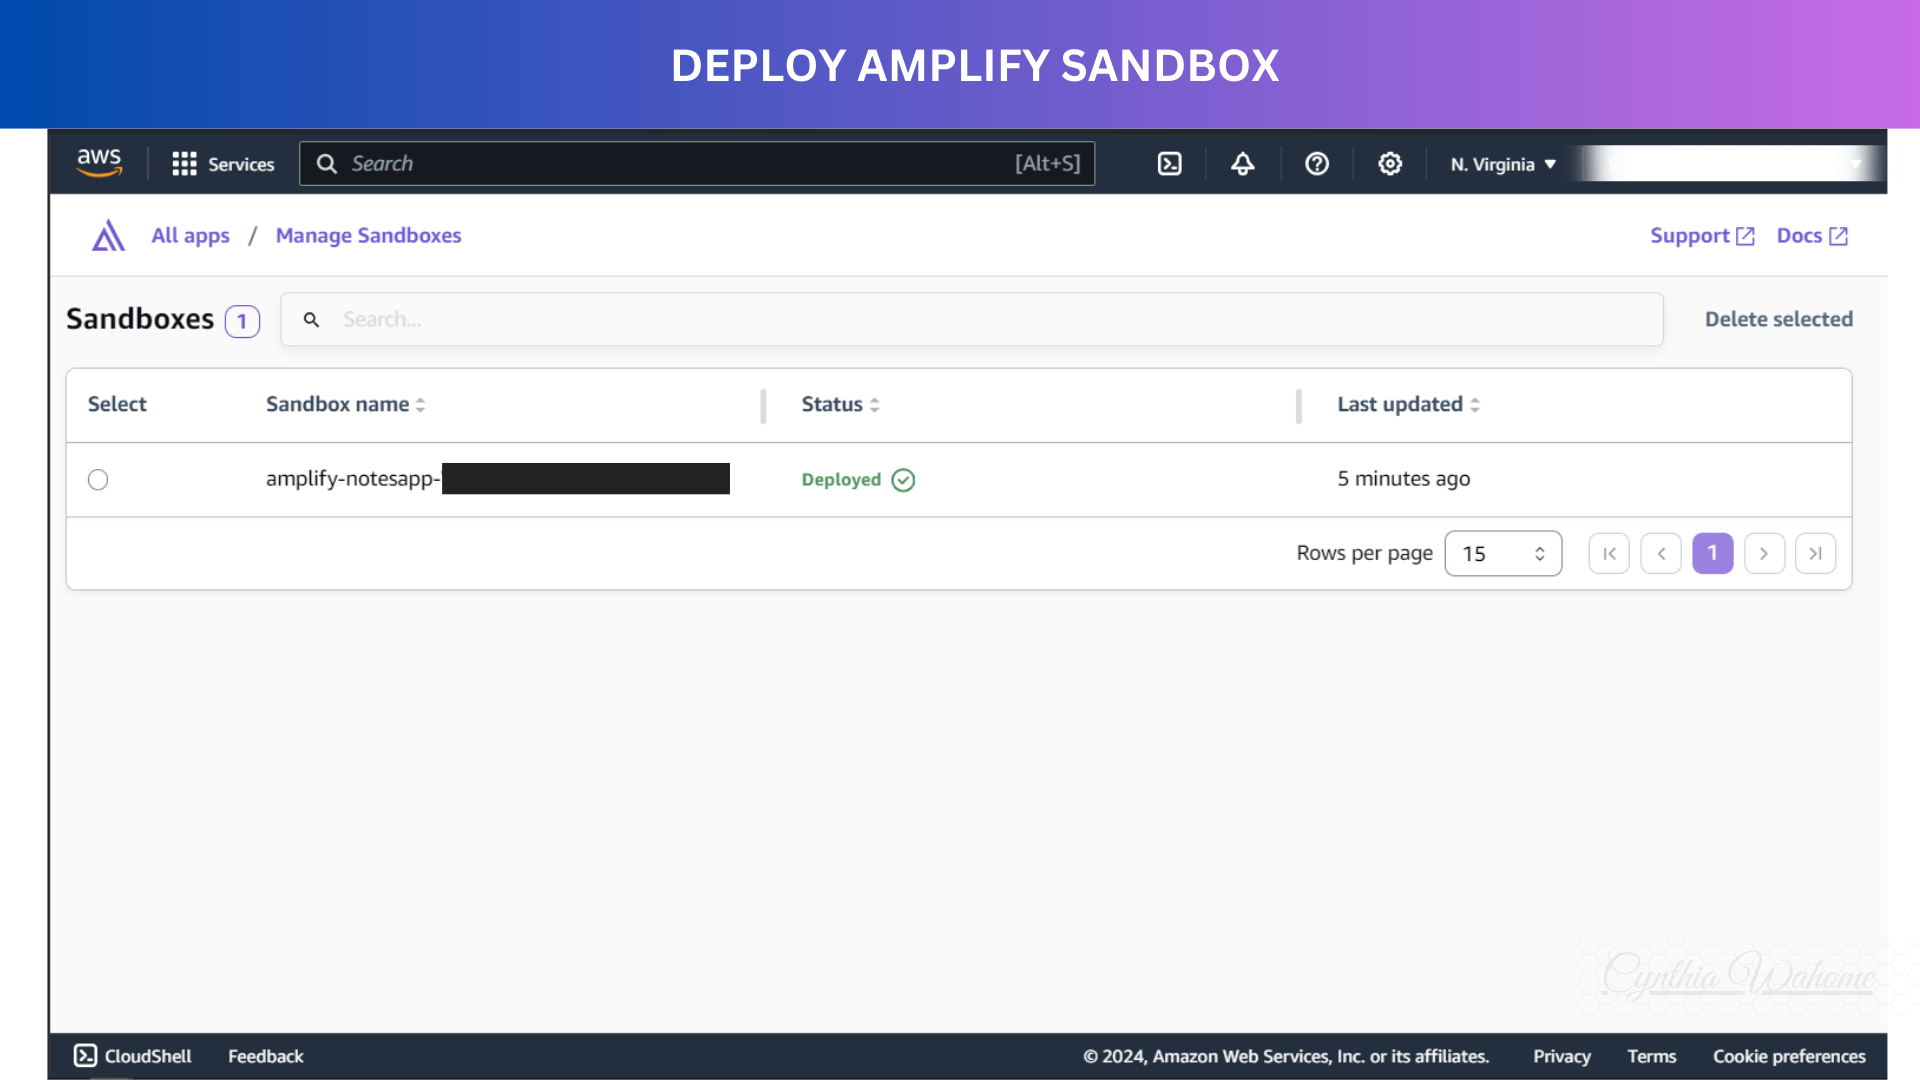 DEPLOY AMPLIFY SANDBOX
aws Services Search [Alt+S] N. Virginia
All apps / Manage Sandboxes Support Docs
Sandboxes 1 Search... Delete selected
Select Sandbox name Status Last updated
amplify-notesapp- Deployed 5 minutes ago
Rows per page 15 1
Cynthia Wahome
CloudShell Feedback © 2024, Amazon Web Services, Inc. or its affiliates. Privacy Terms Cookie preferences